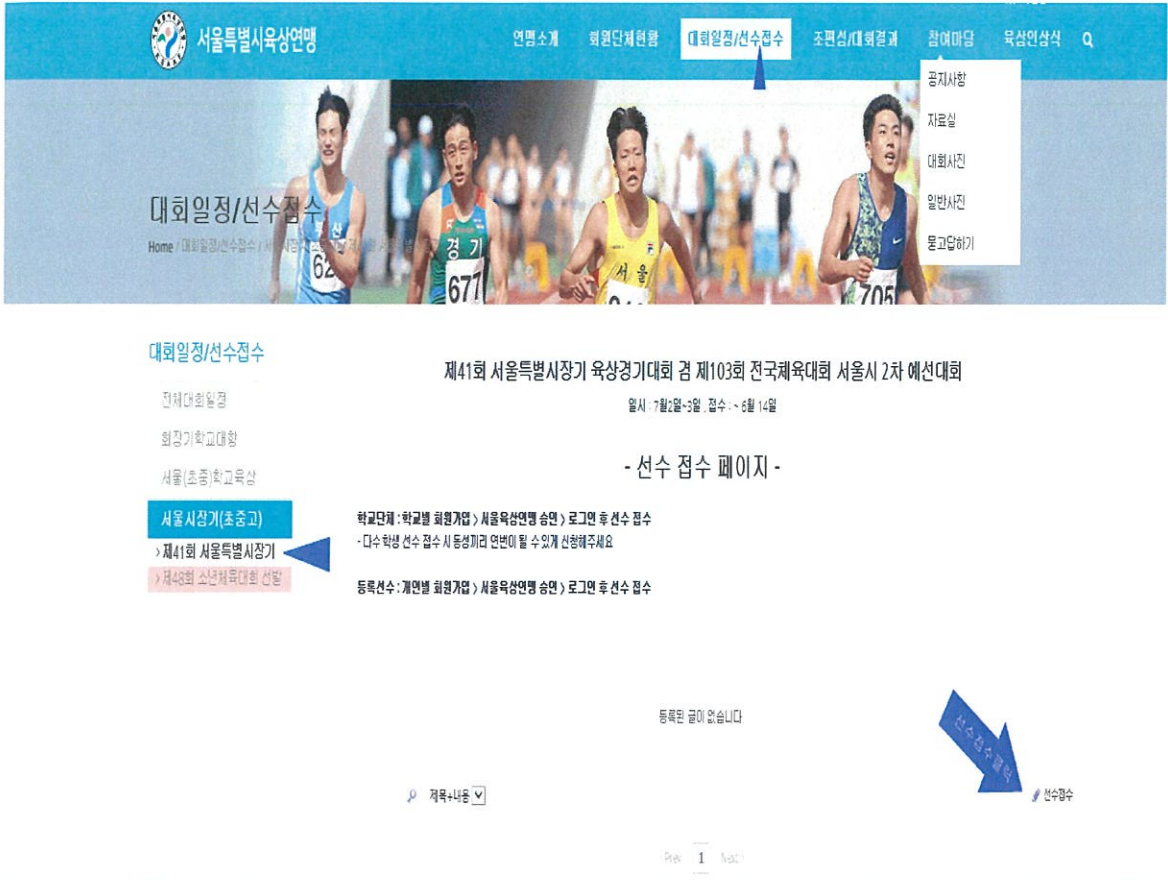 서울특별시육상연맹
연맹소개 회원단체현황 대회일정/선수접수 조편성/대회결과 참여마당 육상인상식
공지사항
자료실
대회사진
일반사진
묻고답하기
대회일정/선수접수
Home / 대회일정/선수접수 /
부산
62
경기
677
서울
705
대회일정/선수접수
전체대회일정
회장기학교대항
서울(초중)학교육상
서울시장기(초중고)
› 제41회 서울특별시장기
› 제48회 소년체육대회 선발
제41회 서울특별시장기 육상경기대회 겸 제103회 전국체육대회 서울시 2차 예선대회
일시 : 7월2일~3일 , 접수 : ~ 6월 14일
- 선수 접수 페이지 -
학교단체 : 학교별 회원가입 > 서울육상연맹 승인 > 로그인 후 선수 접수
- 다수 학생 선수 접수 시 동성끼리 연번이 될 수 있게 신청해주세요
등록선수 : 개인별 회원가입 > 서울육상연맹 승인 > 로그인 후 선수 접수
등록된 글이 없습니다
선수접수클릭
제목+내용
선수접수
Prev 1 Next